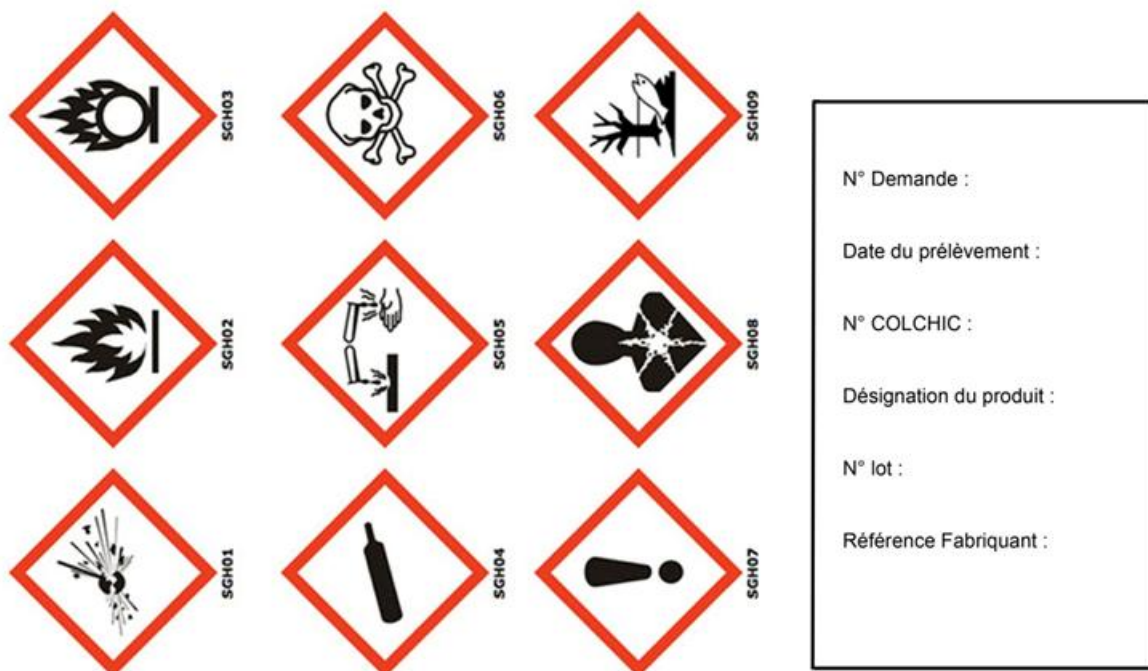 SGH03
SGH06
SGH09
SGH02
SGH05
SGH08
SGH01
SGH04
SGH07
N° Demande :
Date du prélèvement :
N° COLCHIC :
Désignation du produit :
N° lot :
Référence Fabriquant :